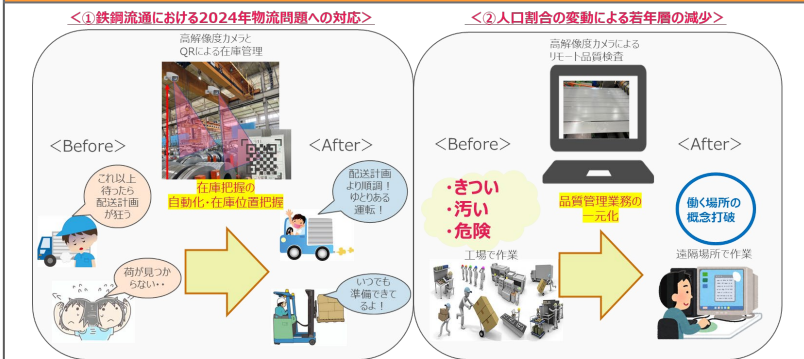 <①鉄鋼流通における2024年物流問題への対応>
高解像度カメラと
QRによる在庫管理
<Before>
<After>
これ以上
待ったら
配送計画
が狂う
在庫把握の
自動化・在庫位置把握
配送計画
より順調!
ゆとりある
運転!
荷が見つか
らない・・
いつでも
準備できて
るよ!
<②人口割合の変動による若年層の減少>
高解像度カメラによる
リモート品質検査
<Before>
<After>
・きつい
・汚い
・危険
品質管理業務の
一元化
働く場所の
概念打破
工場で作業
遠隔場所で作業